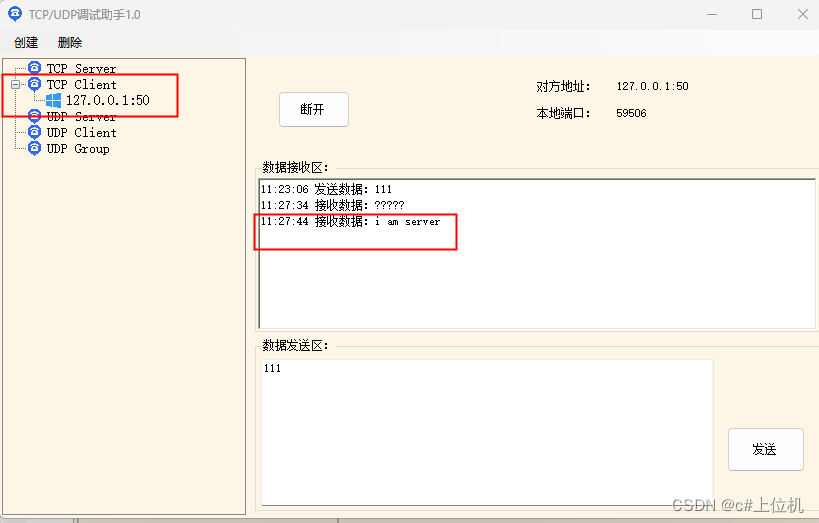 TCP/UDP调试助手1.0
创建 删除
TCP Server
TCP Client
127.0.0.1:50
UDP Server
UDP Client
UDP Group
断开
对方地址: 127.0.0.1:50
本地端口: 59506
数据接收区:
11:23:06 发送数据: 111
11:27:34 接收数据: ?????
11:27:44 接收数据: i am server
数据发送区:
111
发送
CSDN @c#上位机